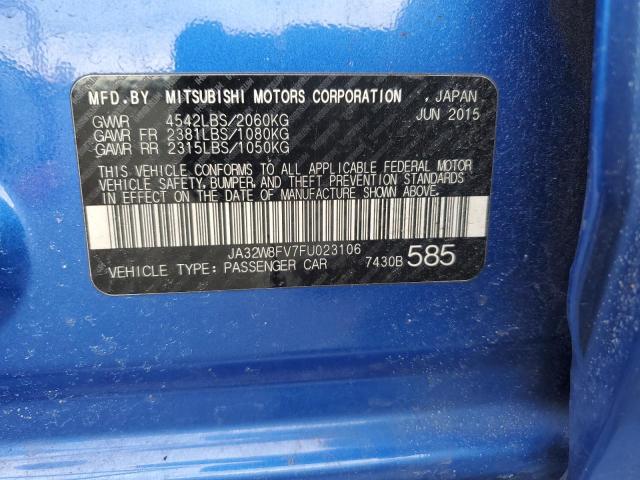 MFD.BY MITSUBISHI MOTORS CORPORATION , JAPAN
GVWR 4542LBS/2060KG JUN 2015
GAWR FR 2381LBS/1080KG
GAWR RR 2315LBS/1050KG
THIS VEHICLE CONFORMS TO ALL APPLICABLE FEDERAL MOTOR
VEHICLE SAFETY, BUMPER, AND THEFT PREVENTION STANDARDS
IN EFFECT ON THE DATE OF MANUFACTURE SHOWN ABOVE.
JA32W8FV7FU023106
VEHICLE TYPE: PASSENGER CAR 7430B 585